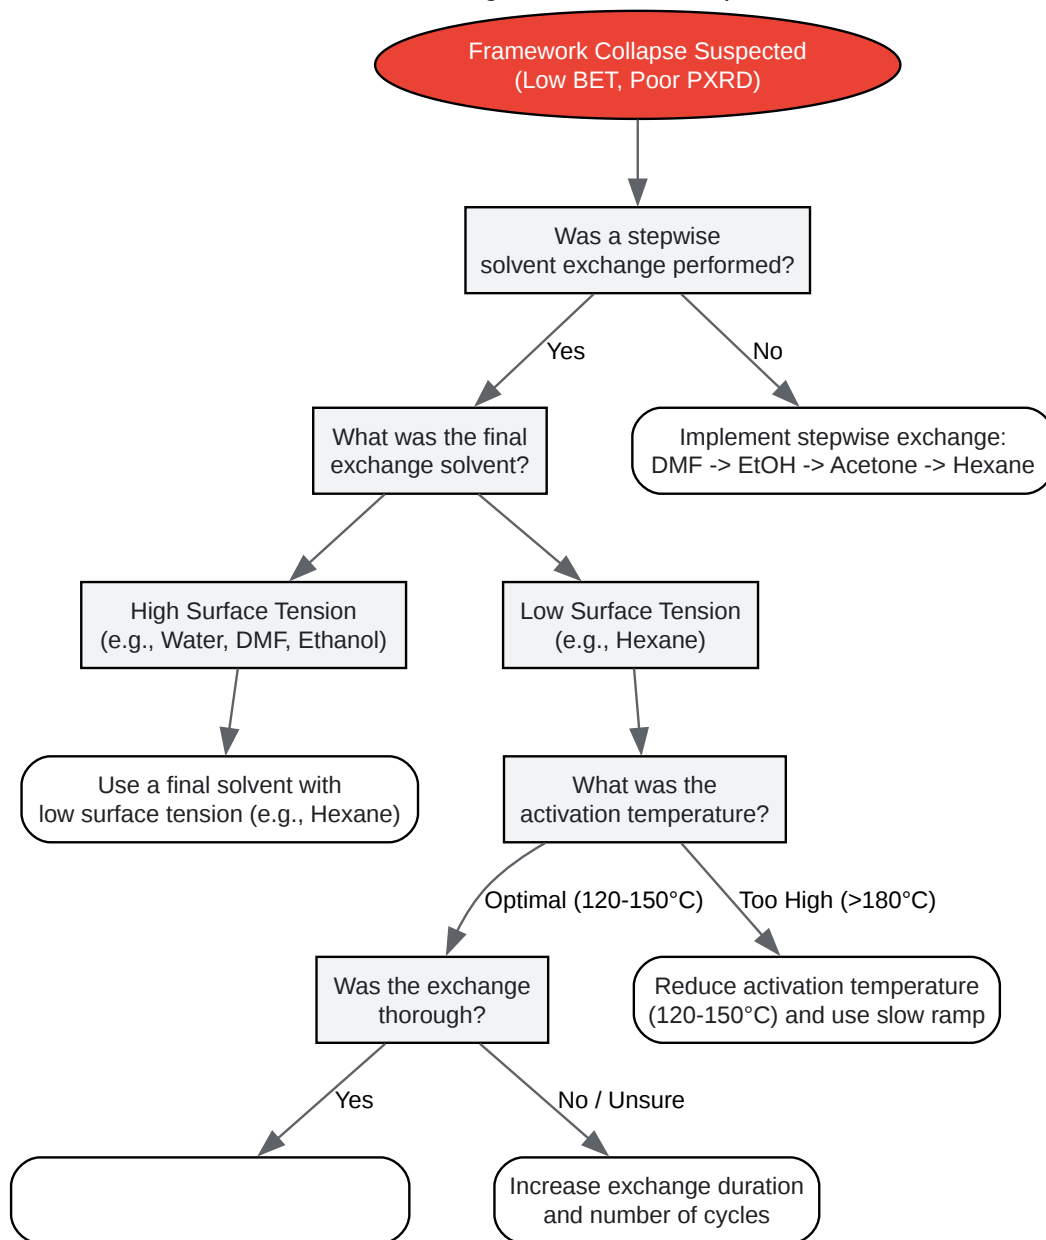 Framework Collapse Suspected
(Low BET, Poor PXRD)
Was a stepwise
solvent exchange performed?
Yes
No
What was the final
exchange solvent?
Implement stepwise exchange:
DMF -> EtOH -> Acetone -> Hexane
High Surface Tension
(e.g., Water, DMF, Ethanol)
Low Surface Tension
(e.g., Hexane)
Use a final solvent with
low surface tension (e.g., Hexane)
What was the
activation temperature?
Optimal (120-150°C)
Too High (>180°C)
Was the exchange
thorough?
Reduce activation temperature
(120-150°C) and use slow ramp
Yes
No / Unsure
Increase exchange duration
and number of cycles